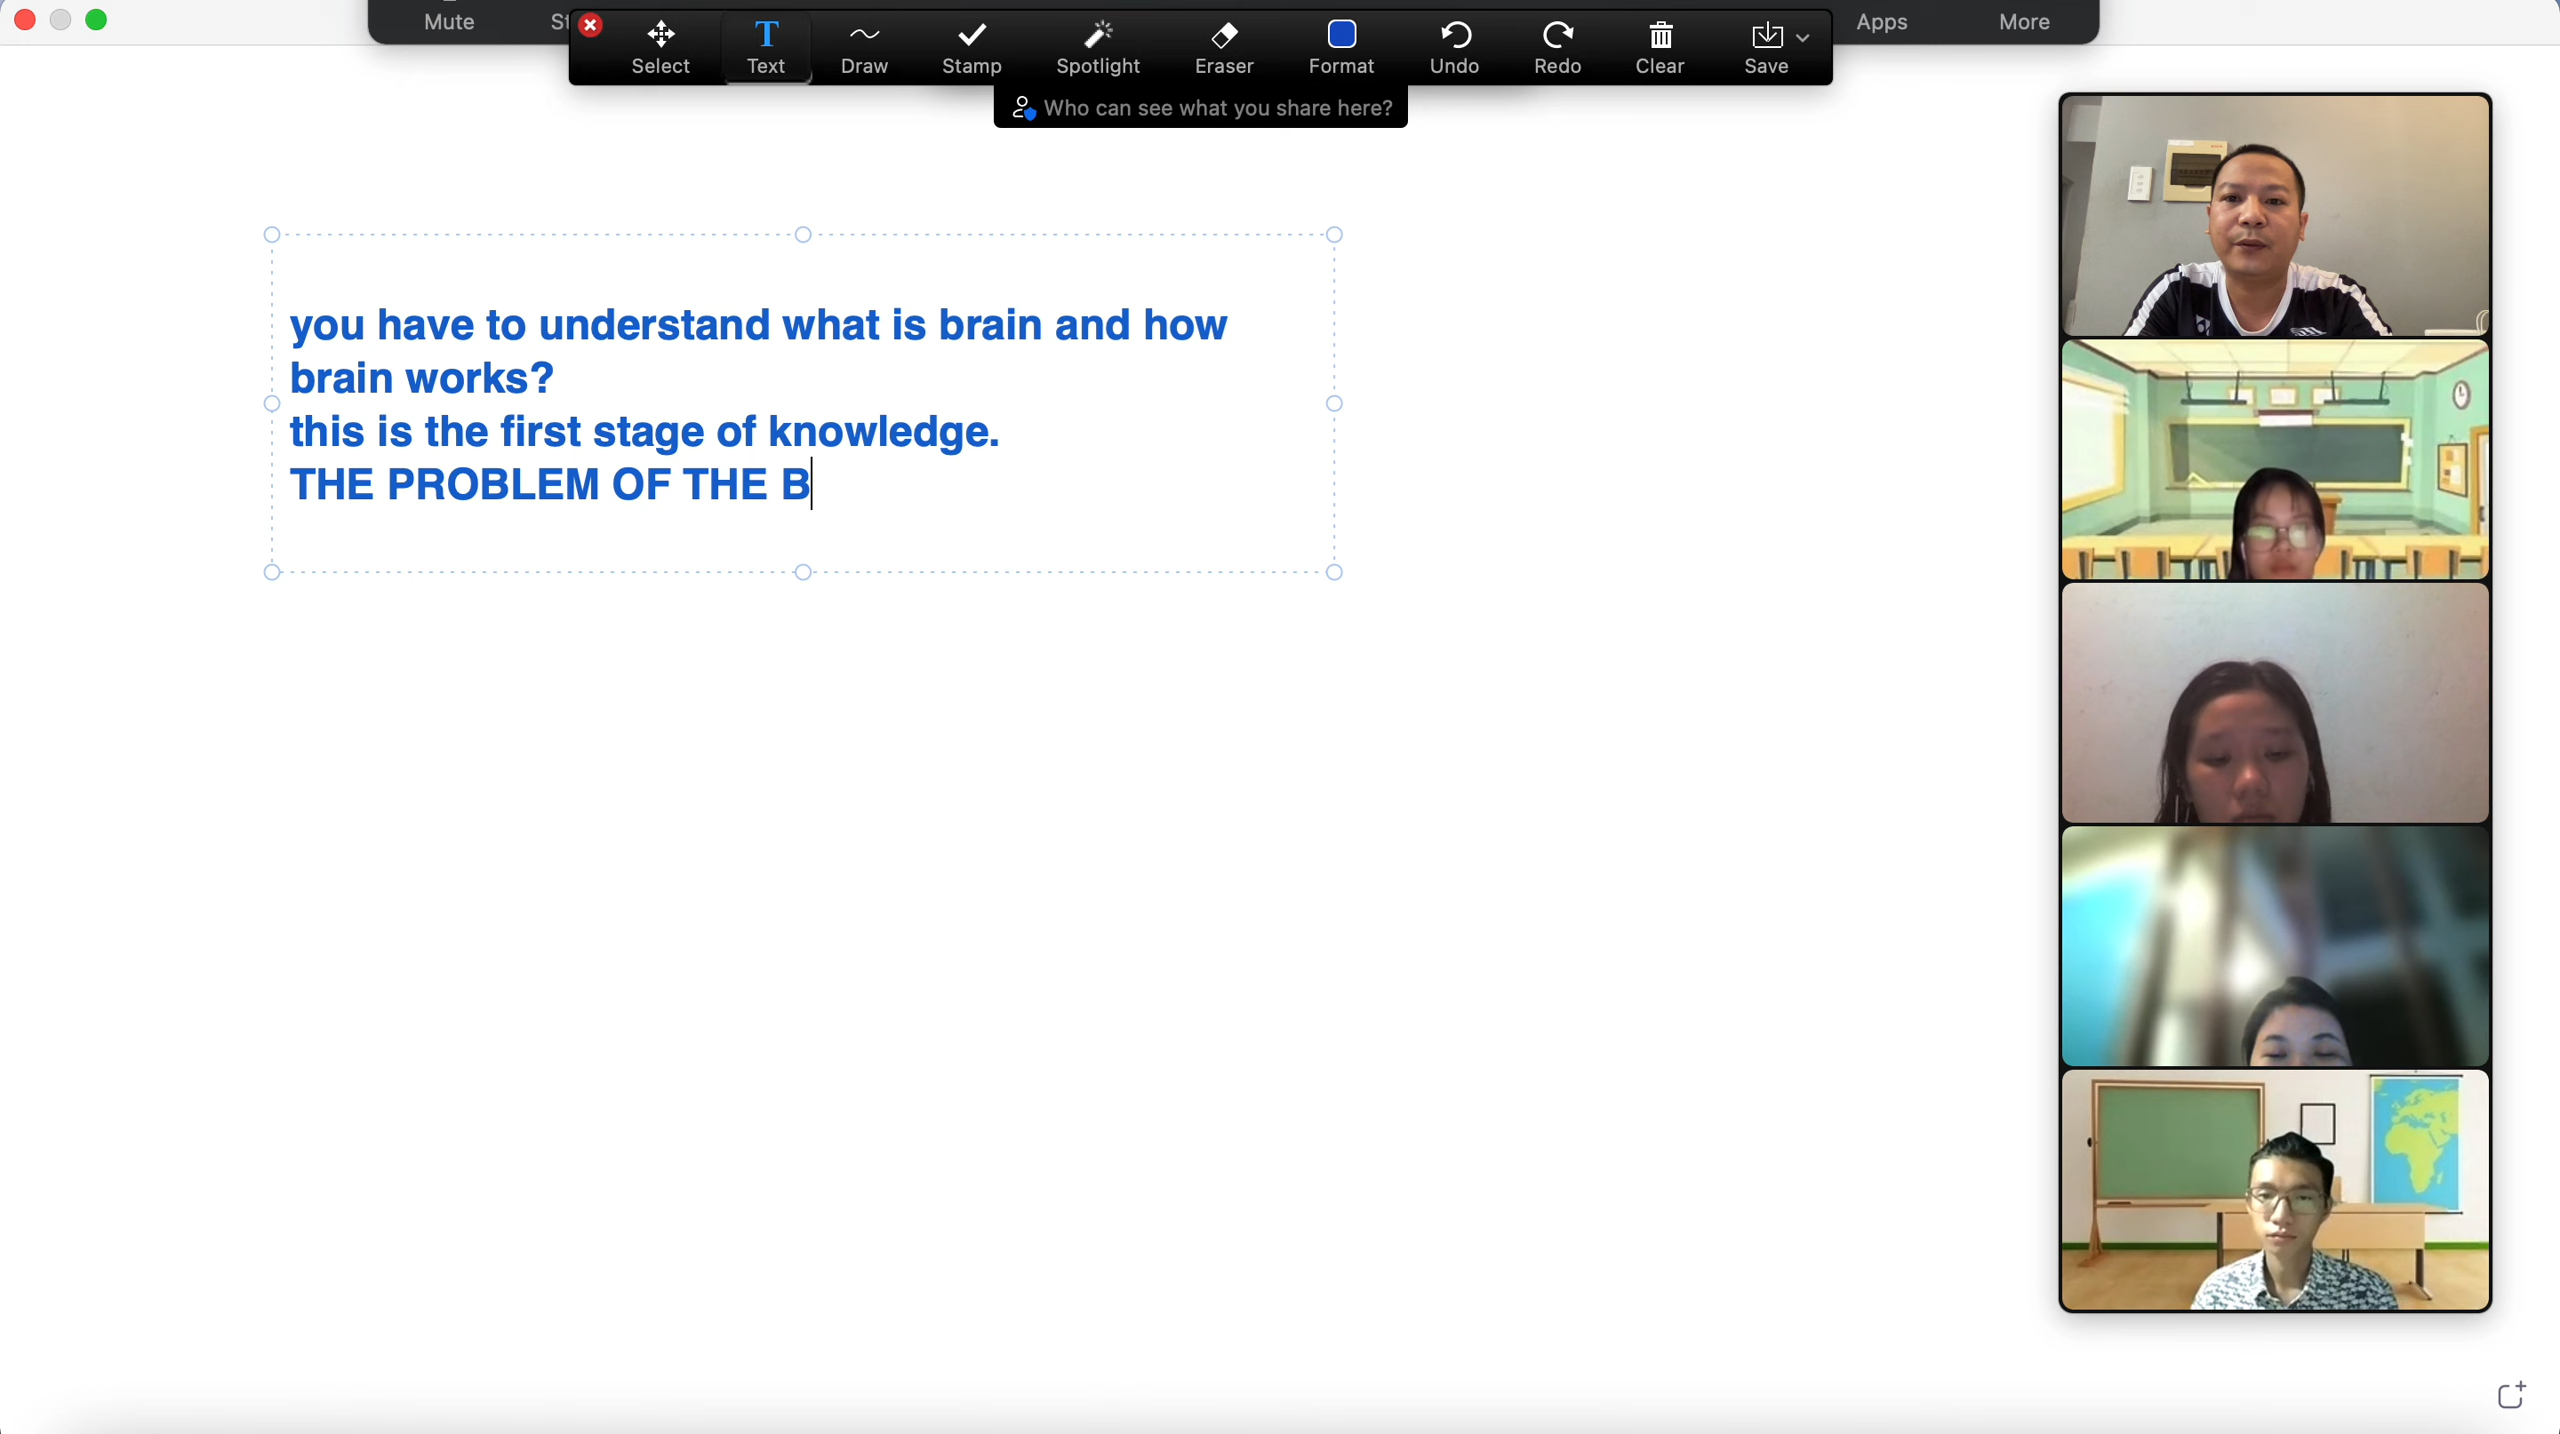 Mute
Apps
More
Select
Text
Draw
Stamp
Spotlight
Eraser
Format
Undo
Redo
Clear
Save
Who can see what you share here?
you have to understand what is brain and how
brain works?
this is the first stage of knowledge.
THE PROBLEM OF THE B